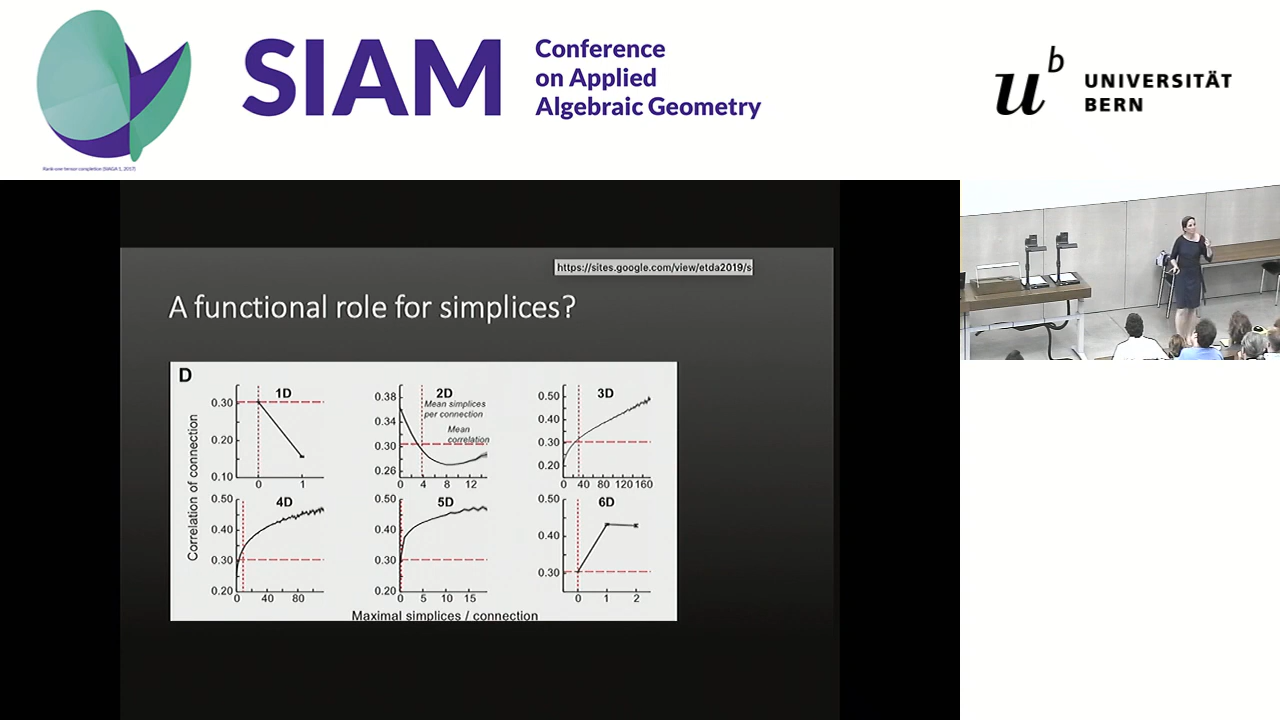 SIAM
Conference
on Applied
Algebraic Geometry
u
b
UNIVERSITÄT
BERN
https://sites.google.com/view/etda2019/s
A functional role for simplices?
D
Correlation of connection
1D
0.30
0.20
0.10
0 1
2D
Mean simplices
per connection
Mean
correlation
0.38
0.34
0.30
0.26
0 4 8 12
3D
0.50
0.40
0.30
0.20
0 40 80 120 160
4D
0.50
0.40
0.30
0.20
0 40 80
5D
0.50
0.40
0.30
0.20
0 5 10 15
6D
0.50
0.40
0.30
0 1 2
Maximal simplices / connection